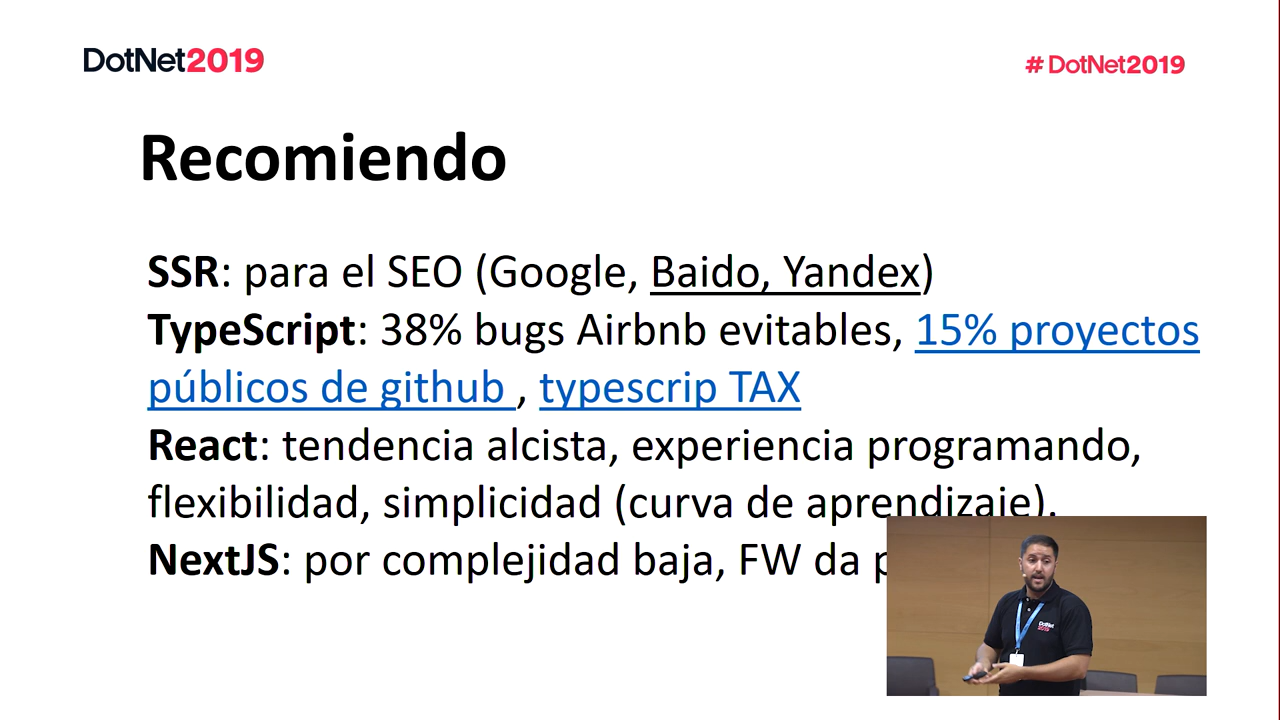 DotNet2019
# DotNet2019
Recomiendo
SSR: para el SEO (Google, Baido, Yandex)
TypeScript: 38% bugs Airbnb evitables, 15% proyectos
públicos de github , typescrip TAX
React: tendencia alcista, experiencia programando,
flexibilidad, simplicidad (curva de aprendizaje).
NextJS: por complejidad baja, FW da
DotNet
2019